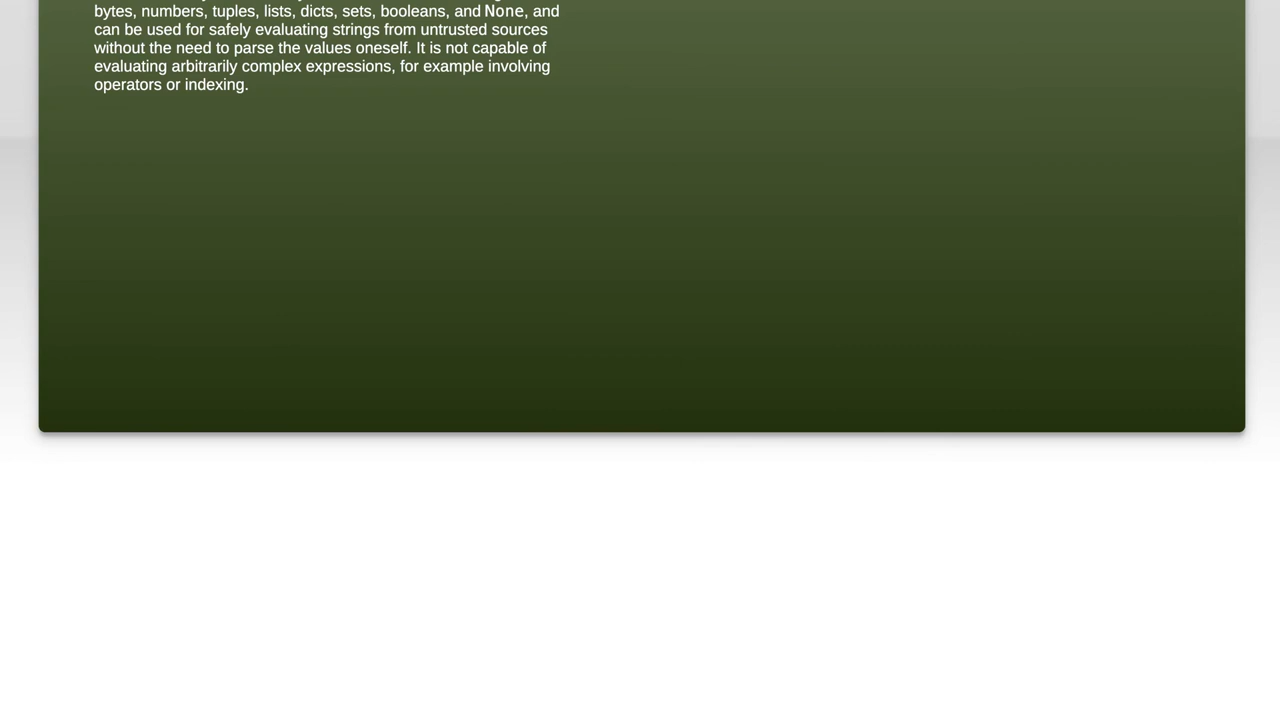 bytes, numbers, tuples, lists, dicts, sets, booleans, and None, and
can be used for safely evaluating strings from untrusted sources
without the need to parse the values oneself. It is not capable of
evaluating arbitrarily complex expressions, for example involving
operators or indexing.